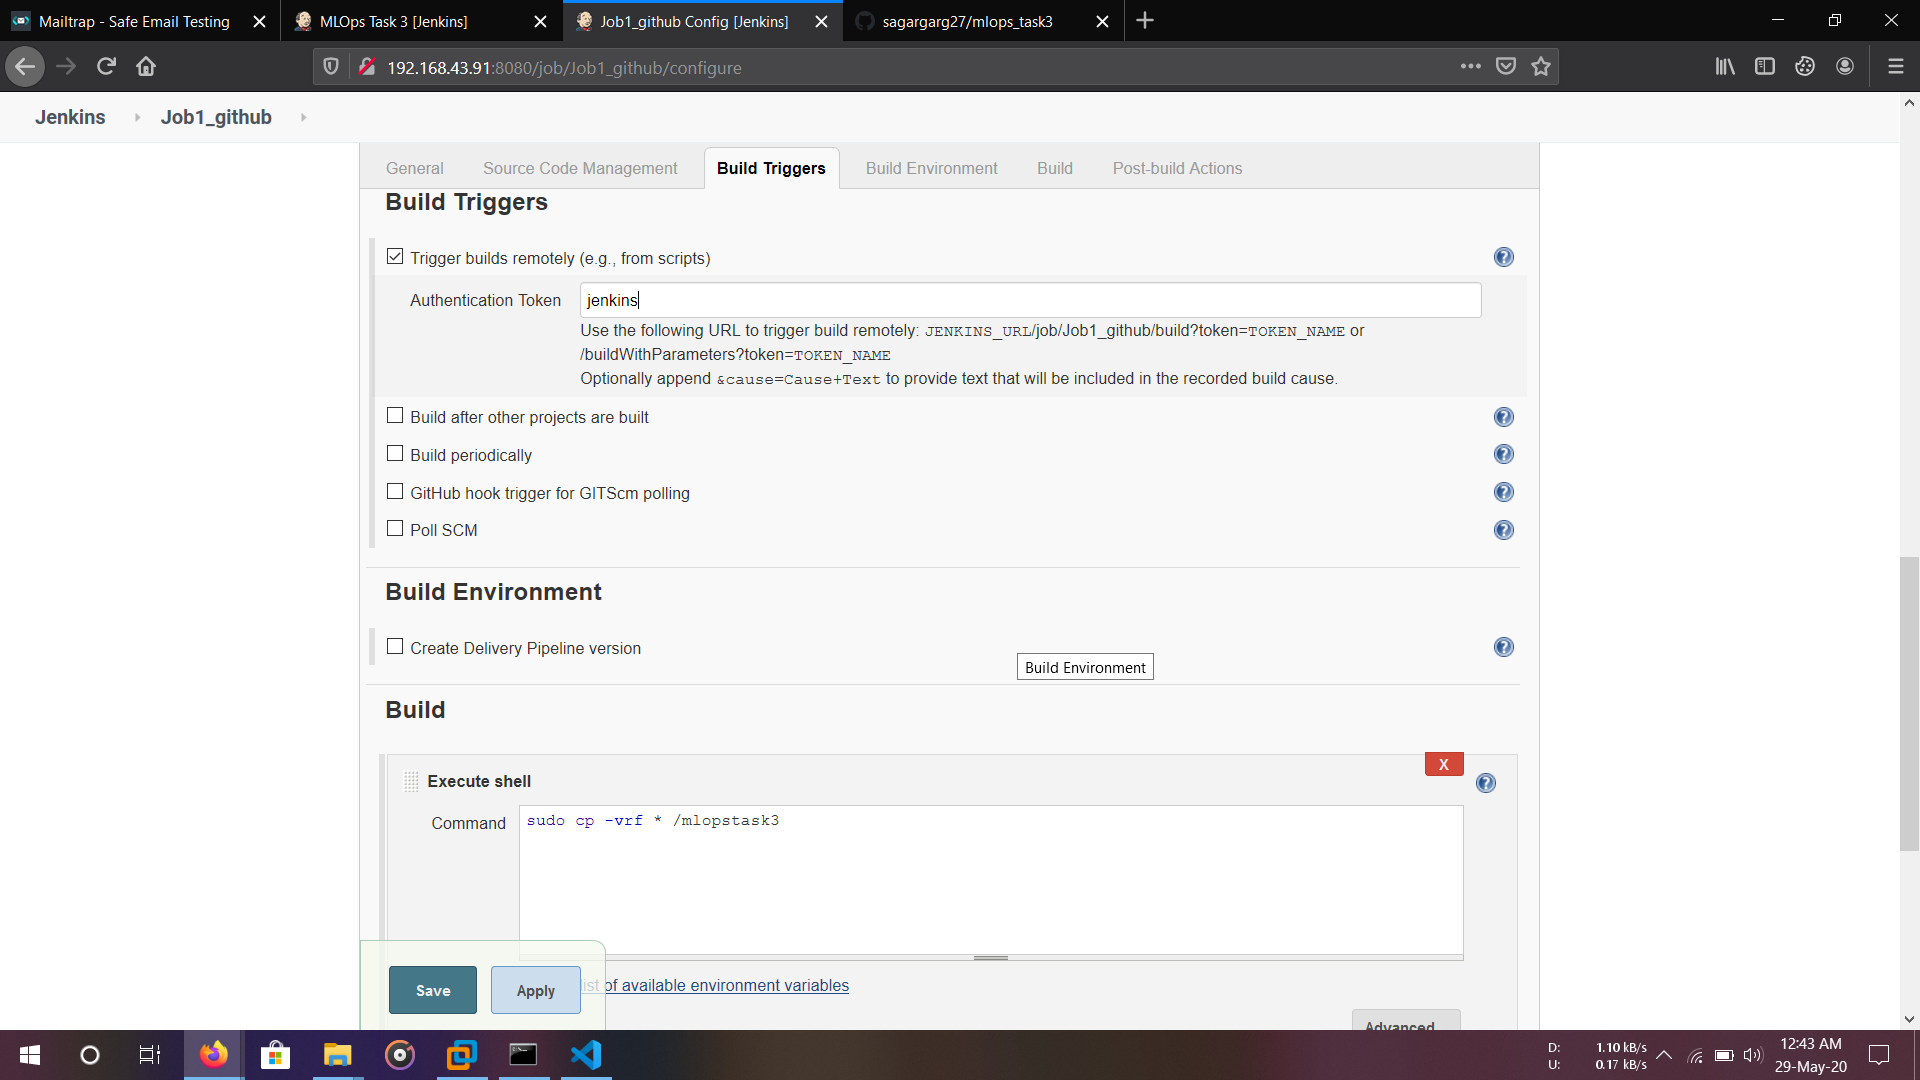 Mailtrap - Safe Email Testing
MLOps Task 3 [Jenkins]
Job1_github Config [Jenkins]
sagargarg27/mlops_task3
192.168.43.91:8080/job/Job1_github/configure
Jenkins
Job1_github
General
Source Code Management
Build Triggers
Build Environment
Build
Post-build Actions
Build Triggers
Trigger builds remotely (e.g., from scripts)
Authentication Token
jenkins
Use the following URL to trigger build remotely: JENKINS_URL/job/Job1_github/build?token=TOKEN_NAME or
/buildWithParameters?token=TOKEN_NAME
Optionally append &cause=Cause+Text to provide text that will be included in the recorded build cause.
Build after other projects are built
Build periodically
GitHub hook trigger for GITScm polling
Poll SCM
Build Environment
Create Delivery Pipeline version
Build Environment
Build
X
Execute shell
Command
sudo cp -vrf * /mlopstask3
list of available environment variables
Save
Apply
Advanced...
D: 1.10 kB/s
U: 0.17 kB/s
12:43 AM
29-May-20